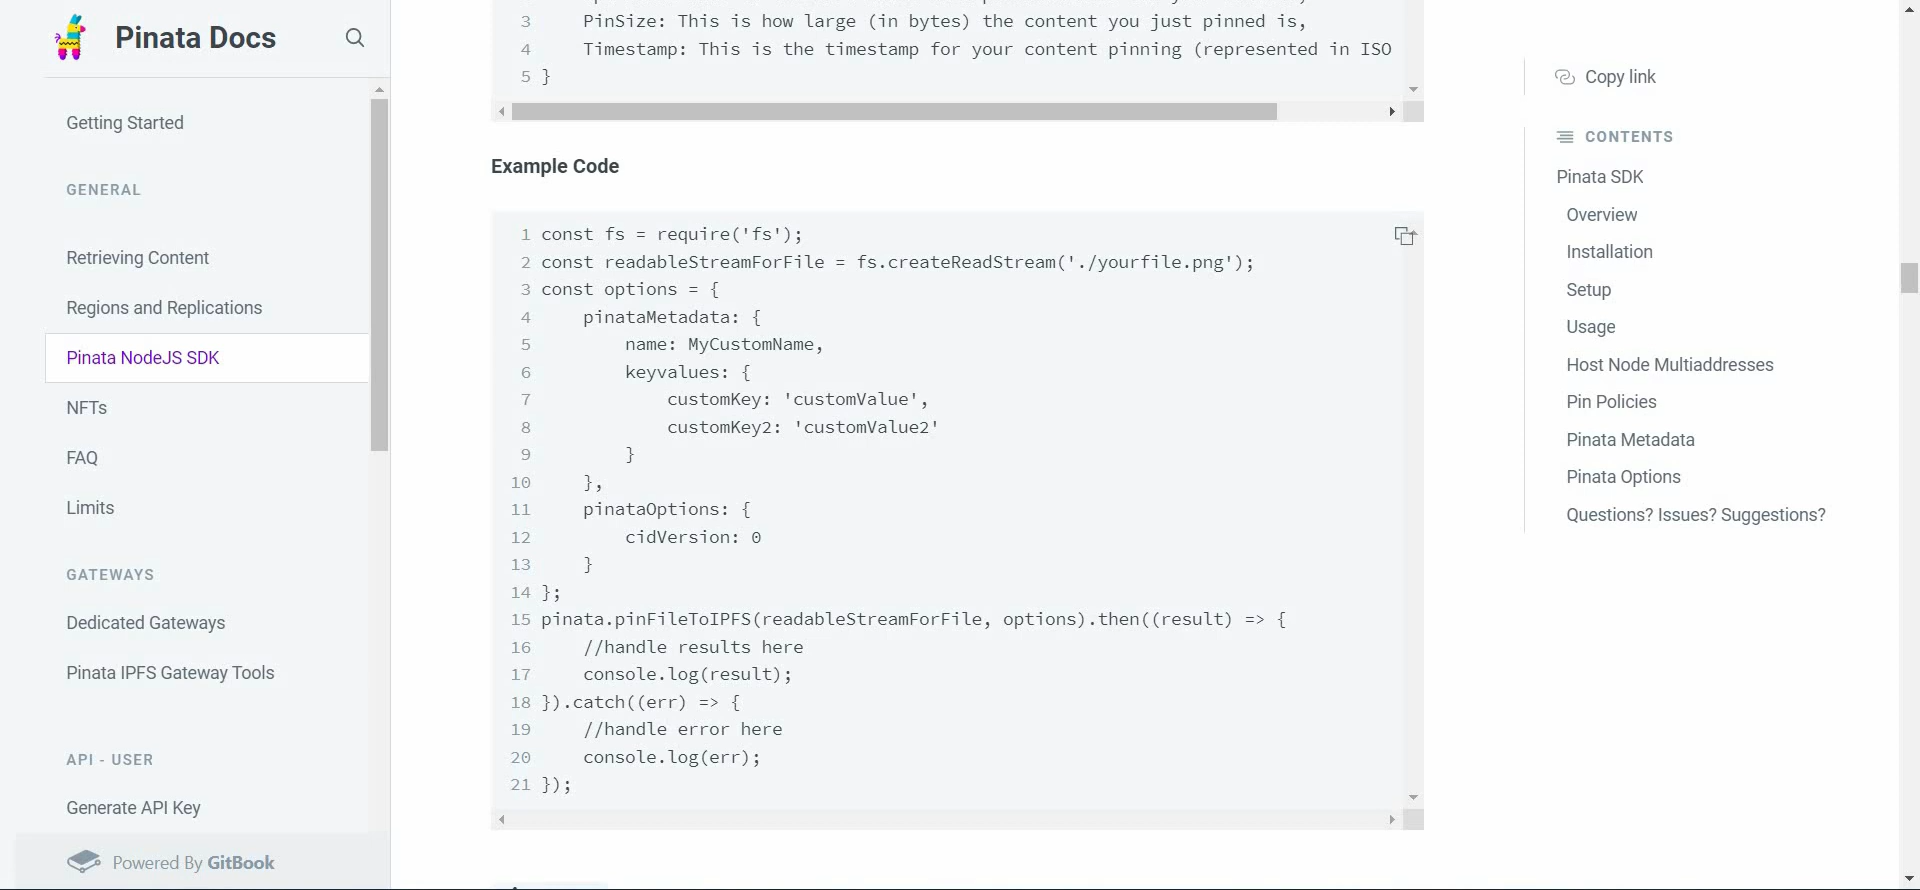 Pinata Docs
Getting Started
GENERAL
Retrieving Content
Regions and Replications
Pinata NodeJS SDK
NFTs
FAQ
Limits
GATEWAYS
Dedicated Gateways
Pinata IPFS Gateway Tools
API - USER
Generate API Key
Powered By GitBook
3 PinSize: This is how large (in bytes) the content you just pinned is,
4 Timestamp: This is the timestamp for your content pinning (represented in ISO
5 }
Example Code
1 const fs = require('fs');
2 const readableStreamForFile = fs.createReadStream('./yourfile.png');
3 const options = {
4 pinataMetadata: {
5 name: MyCustomName,
6 keyvalues: {
7 customKey: 'customValue',
8 customKey2: 'customValue2'
9 }
10 },
11 pinataOptions: {
12 cidVersion: 0
13 }
14 };
15 pinata.pinFileToIPFS(readableStreamForFile, options).then((result) => {
16 //handle results here
17 console.log(result);
18 }).catch((err) => {
19 //handle error here
20 console.log(err);
21 });
Copy link
CONTENTS
Pinata SDK
Overview
Installation
Setup
Usage
Host Node Multiaddresses
Pin Policies
Pinata Metadata
Pinata Options
Questions? Issues? Suggestions?